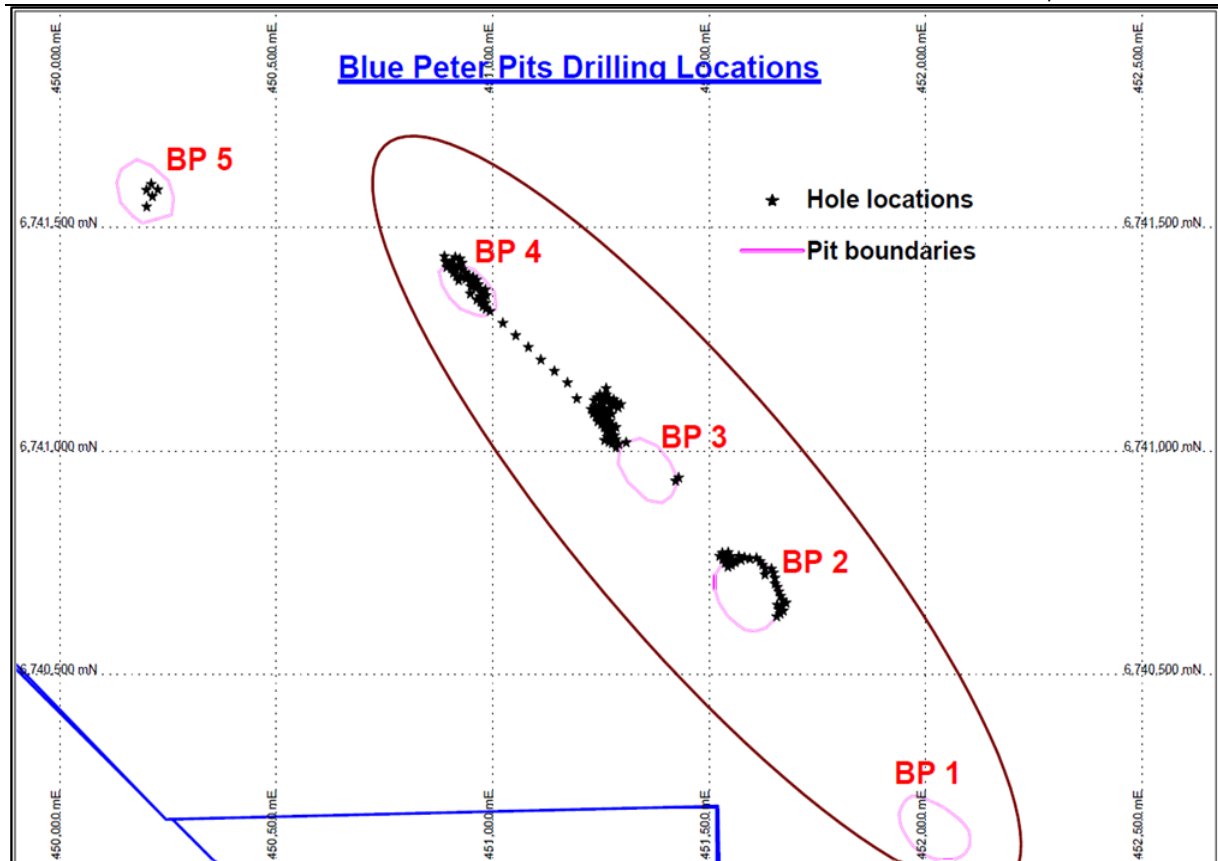 450,000 mE
450,500 mE
451,000 mE
451,500 mE
452,000 mE
452,500 mE
Blue Peter Pits Drilling Locations
BP 5
Hole locations
6,741,500 mN
6,741,500 mN
BP 4
Pit boundaries
BP 3
6,741,000 mN
6,741,000 mN
BP 2
6,740,500 mN
6,740,500 mN
BP 1
450,000 mE
450,500 mE
451,000 mE
451,500 mE
452,000 mE
452,500 mE